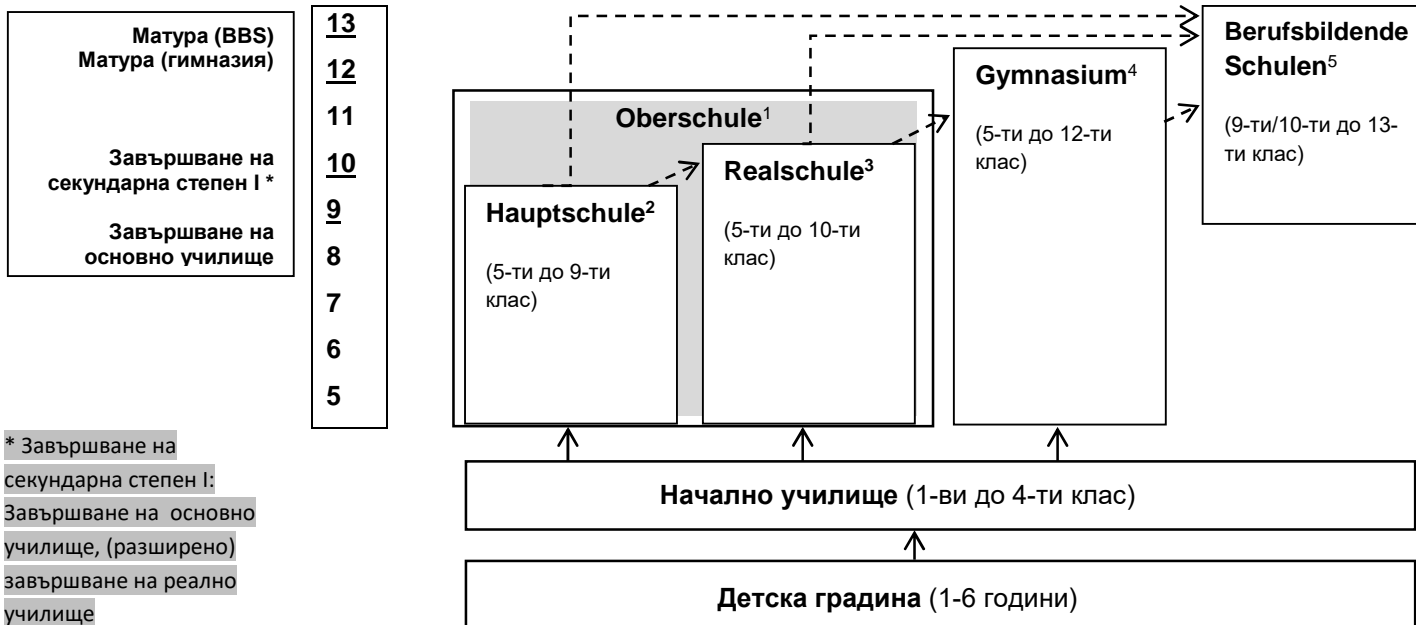 Матура (BBS)
Матура (гимназия)
Завършване на
секундарна степен I *
Завършване на
основно училище
13
12
11
10
9
8
7
6
5
Oberschule¹
Hauptschule²
(5-ти до 9-ти
клас)
Realschule³
(5-ти до 10-ти
клас)
Gymnasium⁴
(5-ти до 12-ти
клас)
Berufsbildende
Schulen⁵
(9-ти/10-ти до 13-
ти клас)
* Завършване на
секундарна степен I:
Завършване на основно
училище, (разширено)
завършване на реално
училище
Начално училище (1-ви до 4-ти клас)
Детска градина (1-6 години)